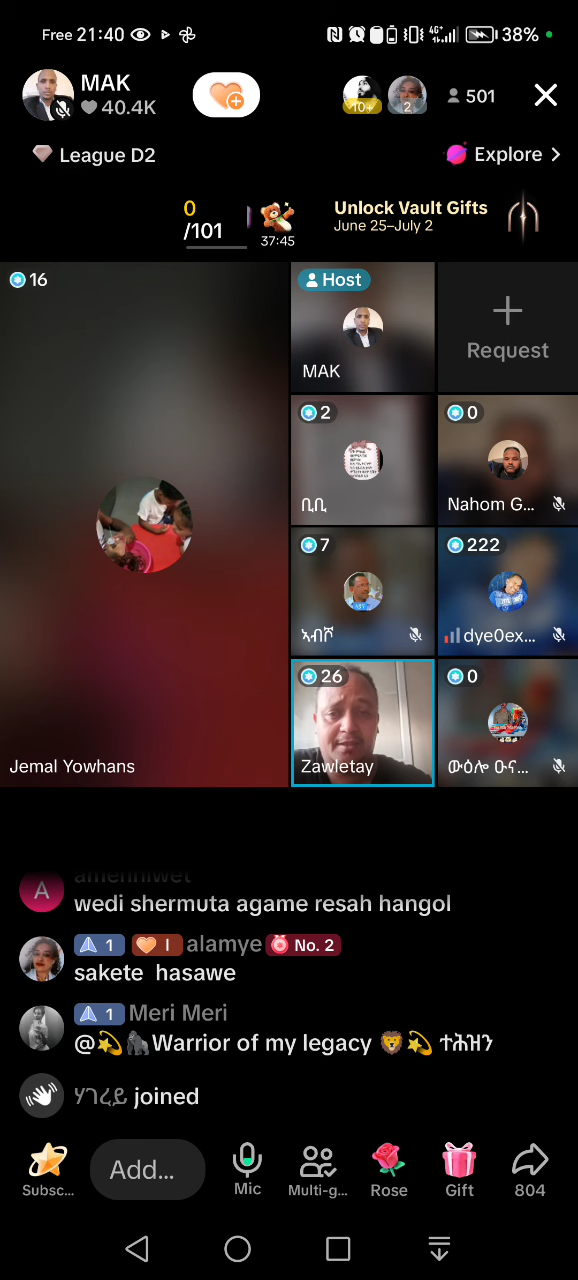 Free 21:40 38%
MAK
40.4K
10+
2
501
League D2
Explore
0
/101
37:45
Unlock Vault Gifts
June 25–July 2
16
Host
MAK
Request
2
0
ቢቢ
Nahom G...
7
222
ኣብሾ
dye0ex...
26
0
Jemal Yowhans
Zawletay
ውዕሎ ዑና...
amenniwet
A
wedi shermuta agame resah hangol
1 I alamye No. 2
sakete hasawe
1 Meri Meri
@💫🦍Warrior of my legacy 🦁💫 ተሕዝን
ሃገረይ joined
Subsc...
Add...
Mic
Multi-g...
Rose
Gift
804